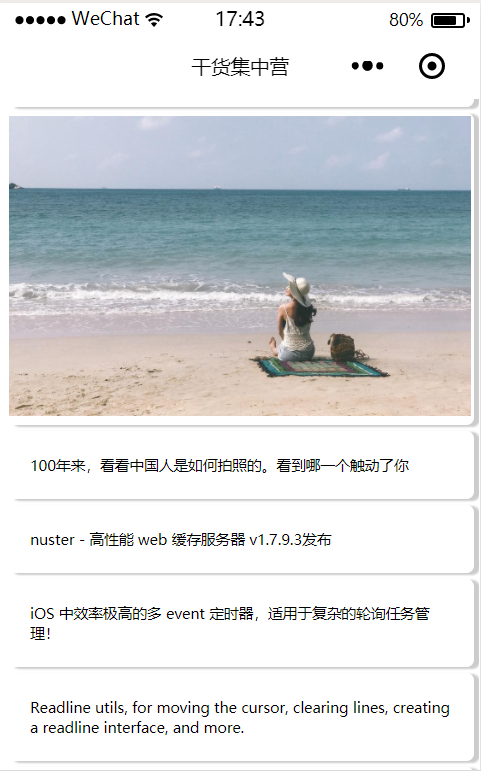 WeChat 17:43 80%
干货集中营
100年来，看看中国人是如何拍照的。看到哪一个触动了你
nuster - 高性能 web 缓存服务器 v1.7.9.3发布
iOS 中效率极高的多 event 定时器，适用于复杂的轮询任务管
理！
Readline utils, for moving the cursor, clearing lines, creating
a readline interface, and more.